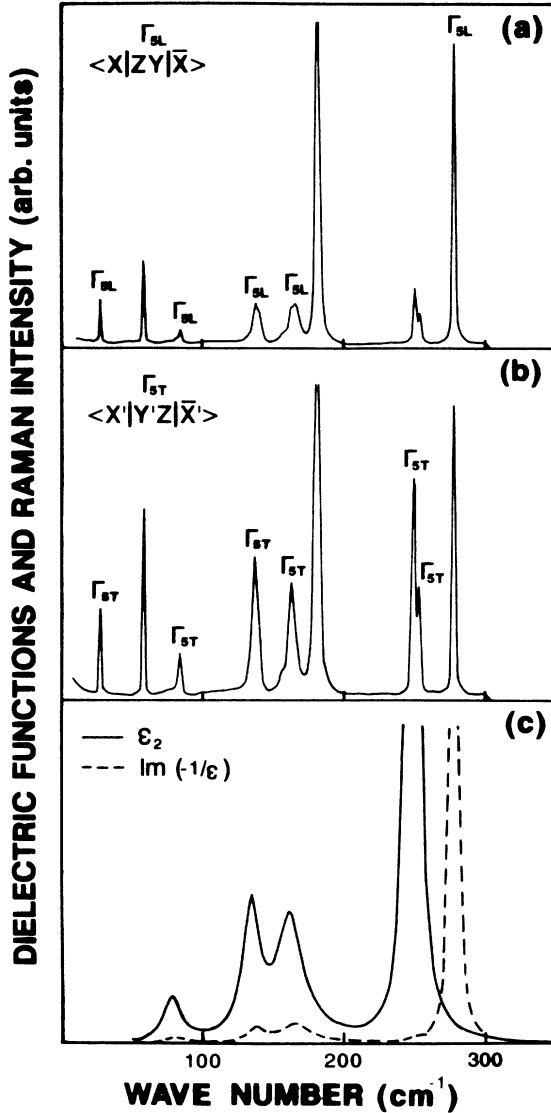 DIELECTRIC FUNCTIONS AND RAMAN INTENSITY (arb. units)
(a)
Γ5L
<X|ZY|X̅>
Γ5L
Γ5L
Γ5L
Γ5L
Γ5L
(b)
Γ5T
<X'|Y'Z|X̅'>
Γ5T
Γ5T
Γ5T
Γ5T
Γ5T
Γ5T
(c)
ε2
Im (-1/ε)
100
200
300
WAVE NUMBER (cm-1)